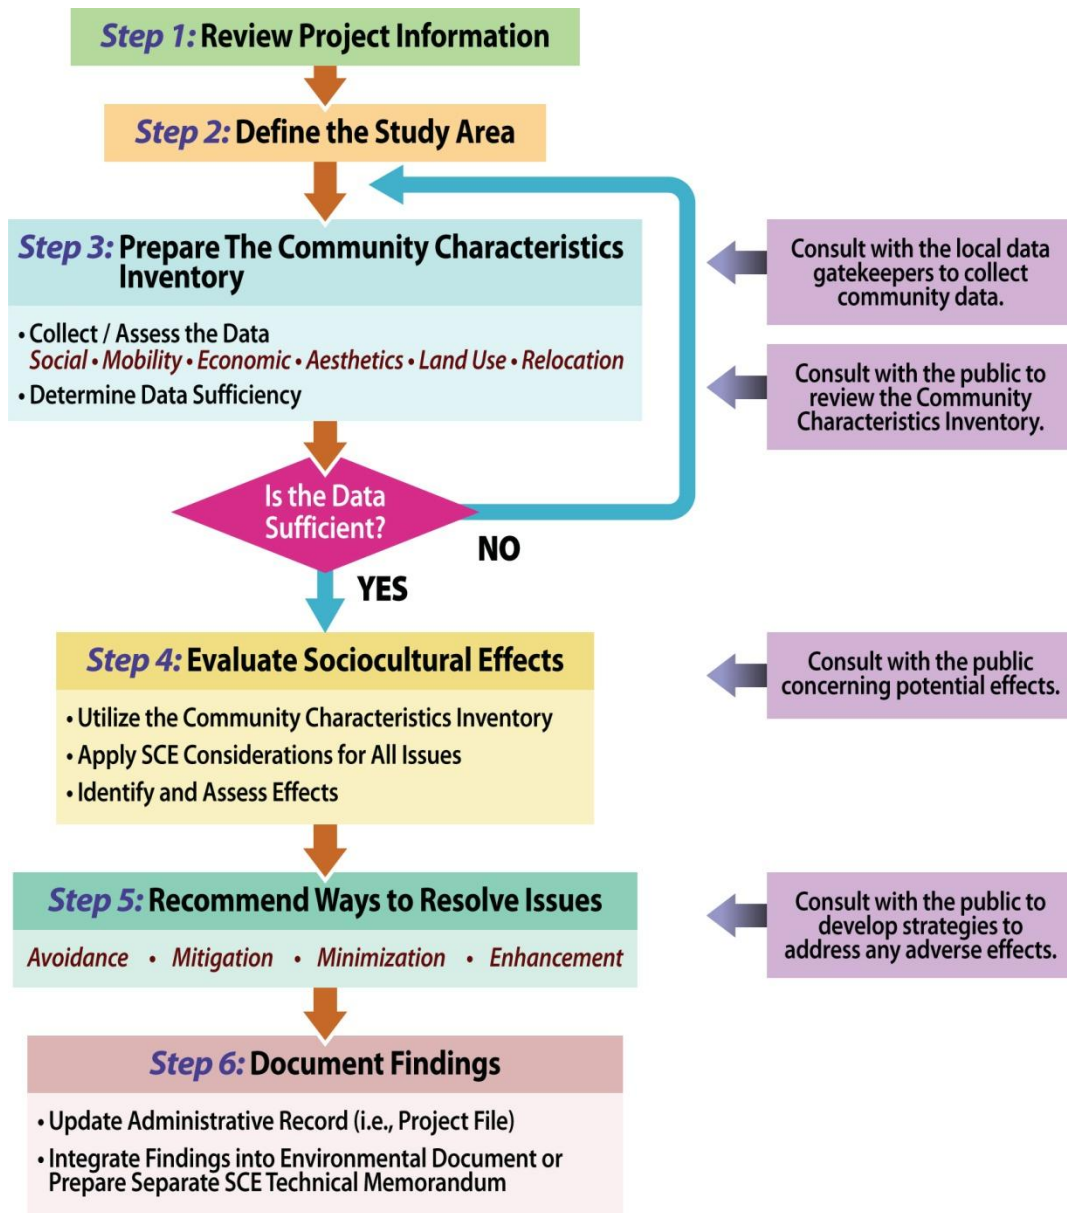 Step 1: Review Project Information
Step 2: Define the Study Area
Step 3: Prepare The Community Characteristics
Inventory
• Collect / Assess the Data
Social • Mobility • Economic • Aesthetics • Land Use • Relocation
• Determine Data Sufficiency
Consult with the local data
gatekeepers to collect
community data.
Consult with the public to
review the Community
Characteristics Inventory.
Is the Data
Sufficient?
NO
YES
Step 4: Evaluate Sociocultural Effects
• Utilize the Community Characteristics Inventory
• Apply SCE Considerations for All Issues
• Identify and Assess Effects
Consult with the public
concerning potential effects.
Step 5: Recommend Ways to Resolve Issues
Avoidance • Mitigation • Minimization • Enhancement
Consult with the public to
develop strategies to
address any adverse effects.
Step 6: Document Findings
• Update Administrative Record (i.e., Project File)
• Integrate Findings into Environmental Document or
Prepare Separate SCE Technical Memorandum